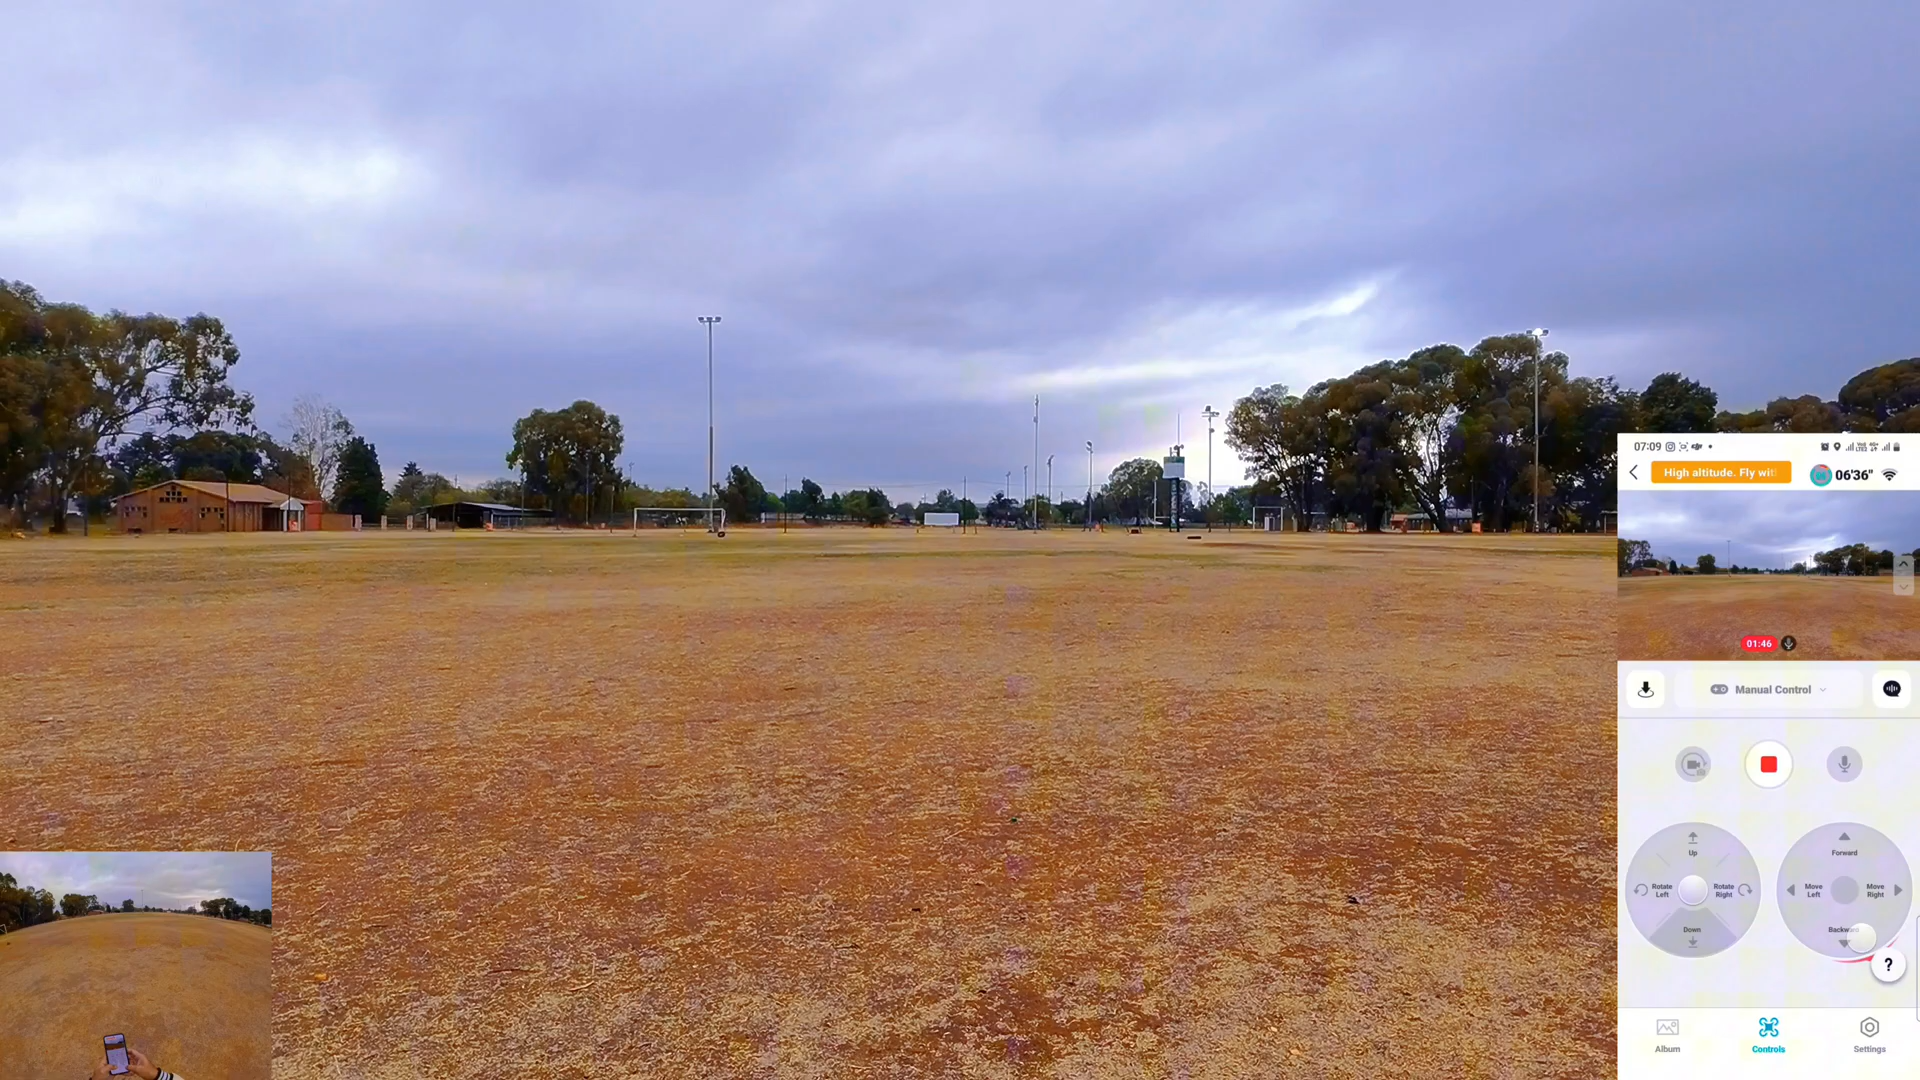 07:09
High altitude. Fly wit
06'36"
01:46
Manual Control
Up
Rotate
Left
Rotate
Right
Down
Forward
Move
Left
Move
Right
Backward
?
Album
Controls
Settings